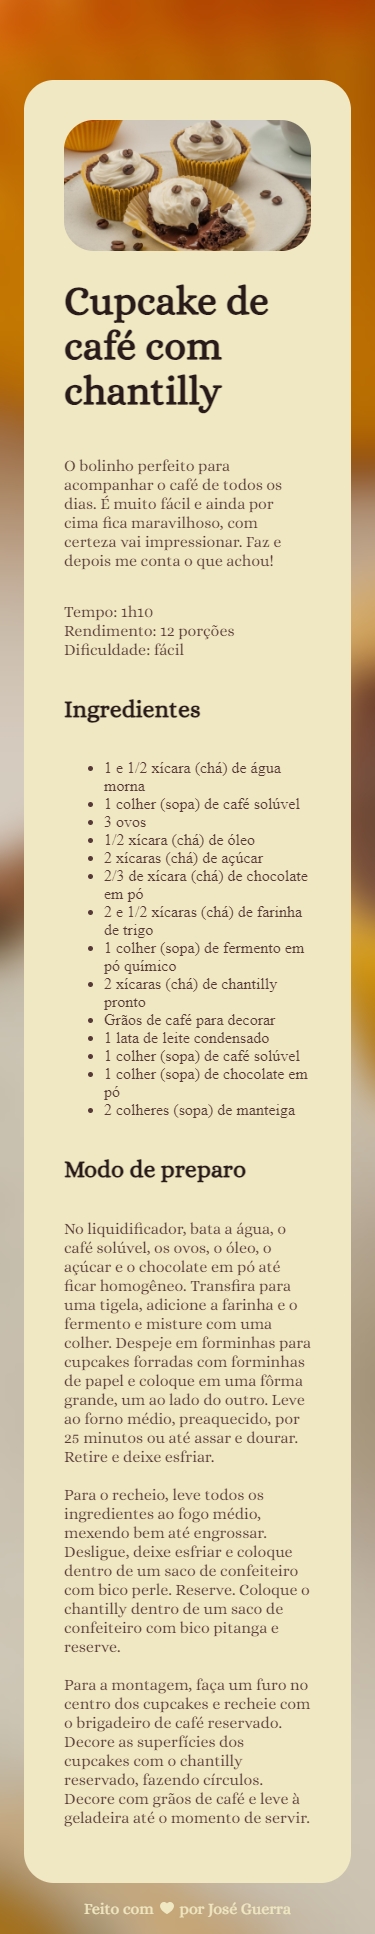 Cupcake de
café com
chantilly
O bolinho perfeito para
acompanhar o café de todos os
dias. É muito fácil e ainda por
cima fica maravilhoso, com
certeza vai impressionar. Faz e
depois me conta o que achou!
Tempo: 1h10
Rendimento: 12 porções
Dificuldade: fácil
Ingredientes
• 1 e 1/2 xícara (chá) de água
morna
• 1 colher (sopa) de café solúvel
• 3 ovos
• 1/2 xícara (chá) de óleo
• 2 xícaras (chá) de açúcar
• 2/3 de xícara (chá) de chocolate
em pó
• 2 e 1/2 xícaras (chá) de farinha
de trigo
• 1 colher (sopa) de fermento em
pó químico
• 2 xícaras (chá) de chantilly
pronto
• Grãos de café para decorar
• 1 lata de leite condensado
• 1 colher (sopa) de café solúvel
• 1 colher (sopa) de chocolate em
pó
• 2 colheres (sopa) de manteiga
Modo de preparo
No liquidificador, bata a água, o
café solúvel, os ovos, o óleo, o
açúcar e o chocolate em pó até
ficar homogêneo. Transfira para
uma tigela, adicione a farinha e o
fermento e misture com uma
colher. Despeje em forminhas para
cupcakes forradas com forminhas
de papel e coloque em uma fôrma
grande, um ao lado do outro. Leve
ao forno médio, preaquecido, por
25 minutos ou até assar e dourar.
Retire e deixe esfriar.
Para o recheio, leve todos os
ingredientes ao fogo médio,
mexendo bem até engrossar.
Desligue, deixe esfriar e coloque
dentro de um saco de confeiteiro
com bico perle. Reserve. Coloque o
chantilly dentro de um saco de
confeiteiro com bico pitanga e
reserve.
Para a montagem, faça um furo no
centro dos cupcakes e recheie com
o brigadeiro de café reservado.
Decore as superfícies dos
cupcakes com o chantilly
reservado, fazendo círculos.
Decore com grãos de café e leve à
geladeira até o momento de servir.
Feito com ❤ por José Guerra